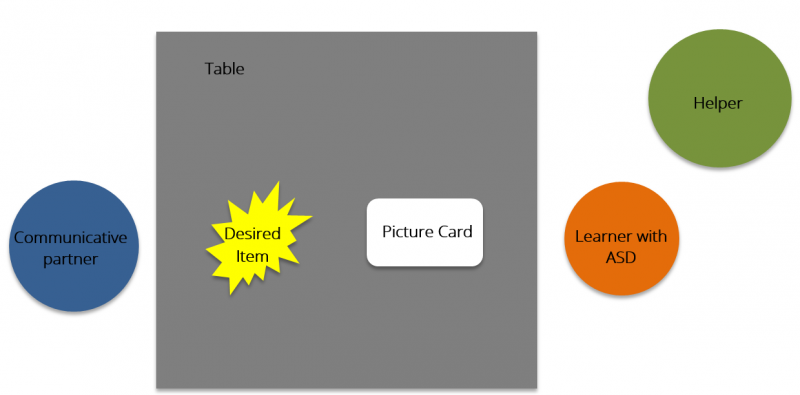 Table
Helper
Communicative
partner
Desired
Item
Picture Card
Learner with
ASD